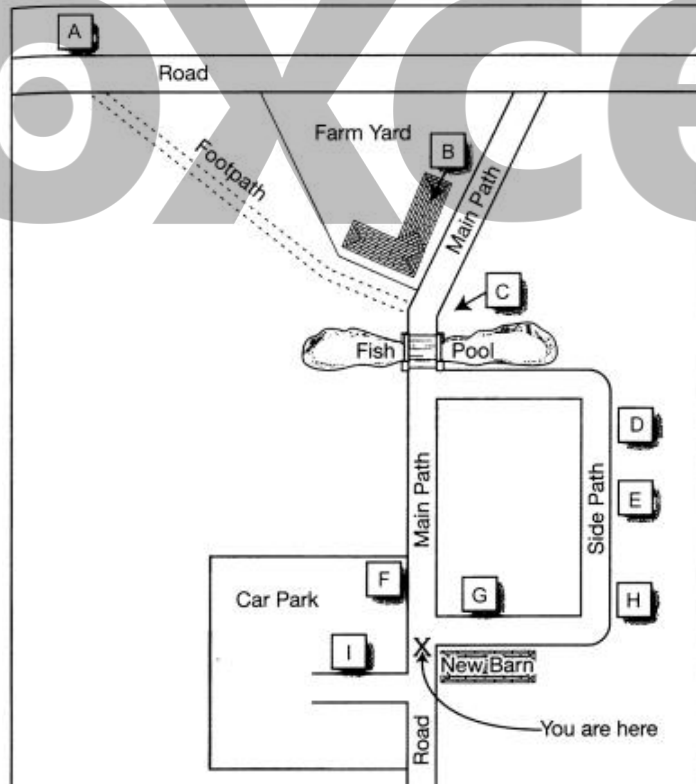 oxce
A
Road
Farm Yard
B
Footpath
Main Path
C
Fish Pool
D
Main Path
E
Side Path
F
Car Park
G
H
I
X
New Barn
You are here
Road